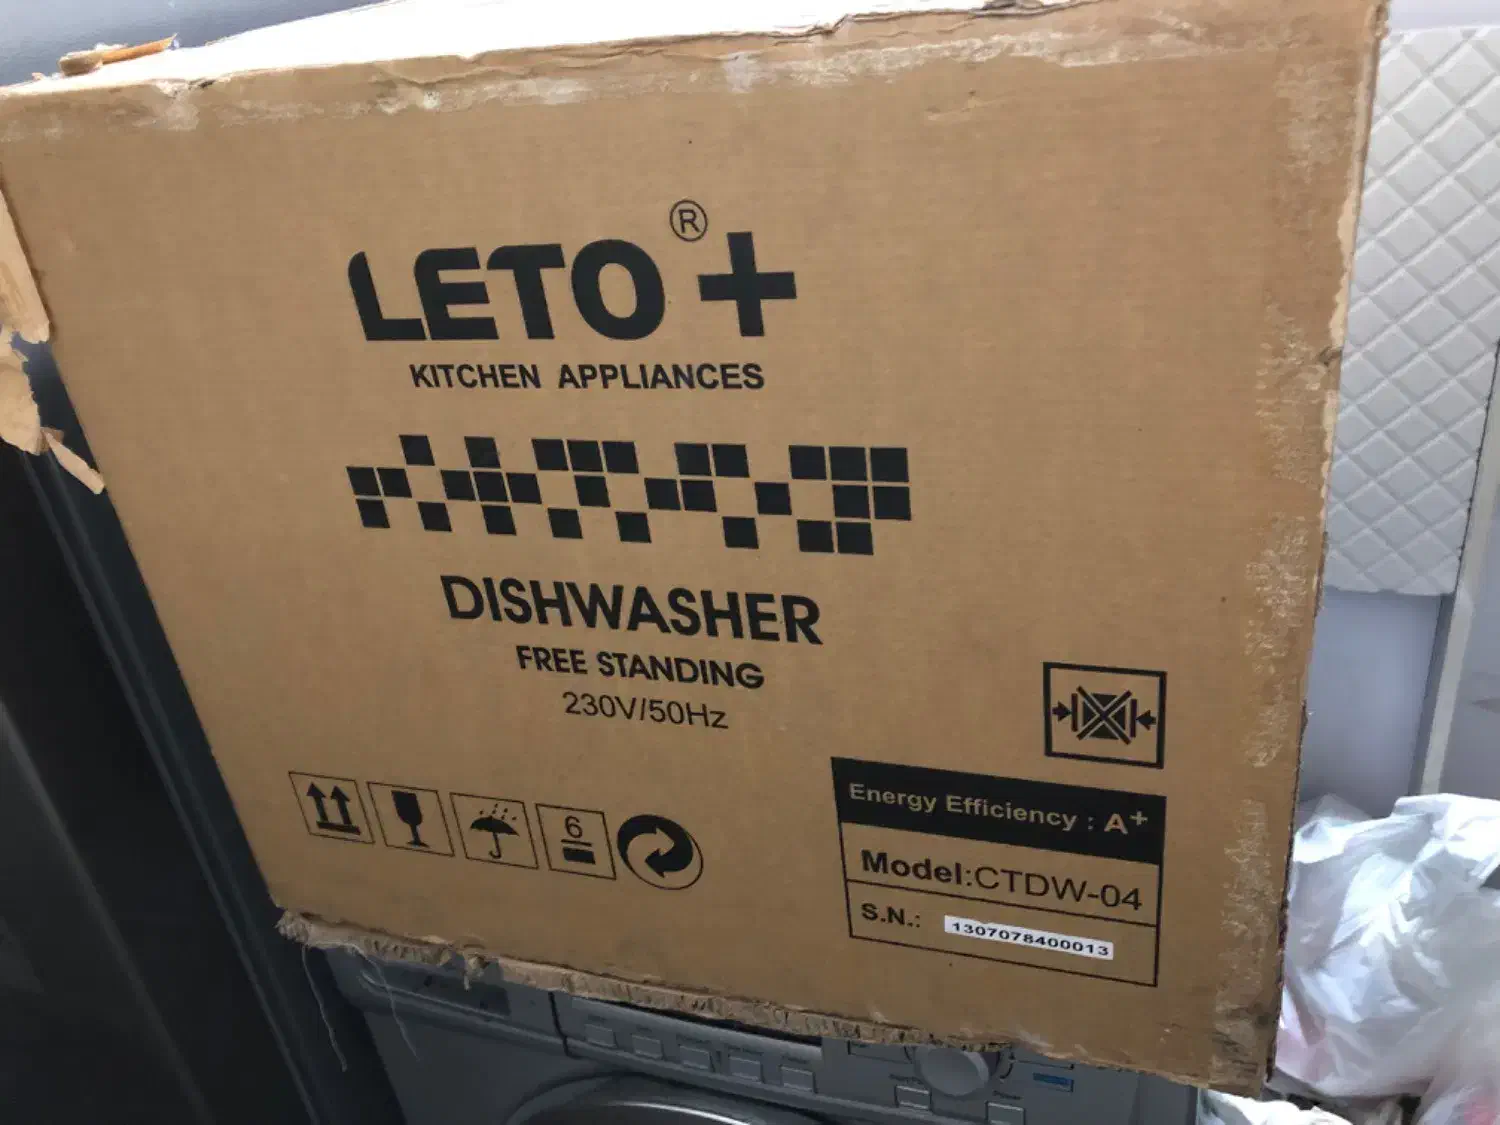 LETO+®
KITCHEN APPLIANCES
DISHWASHER
FREE STANDING
230V/50Hz
6
Energy Efficiency : A+
Model:CTDW-04
S.N.: 1307078400013